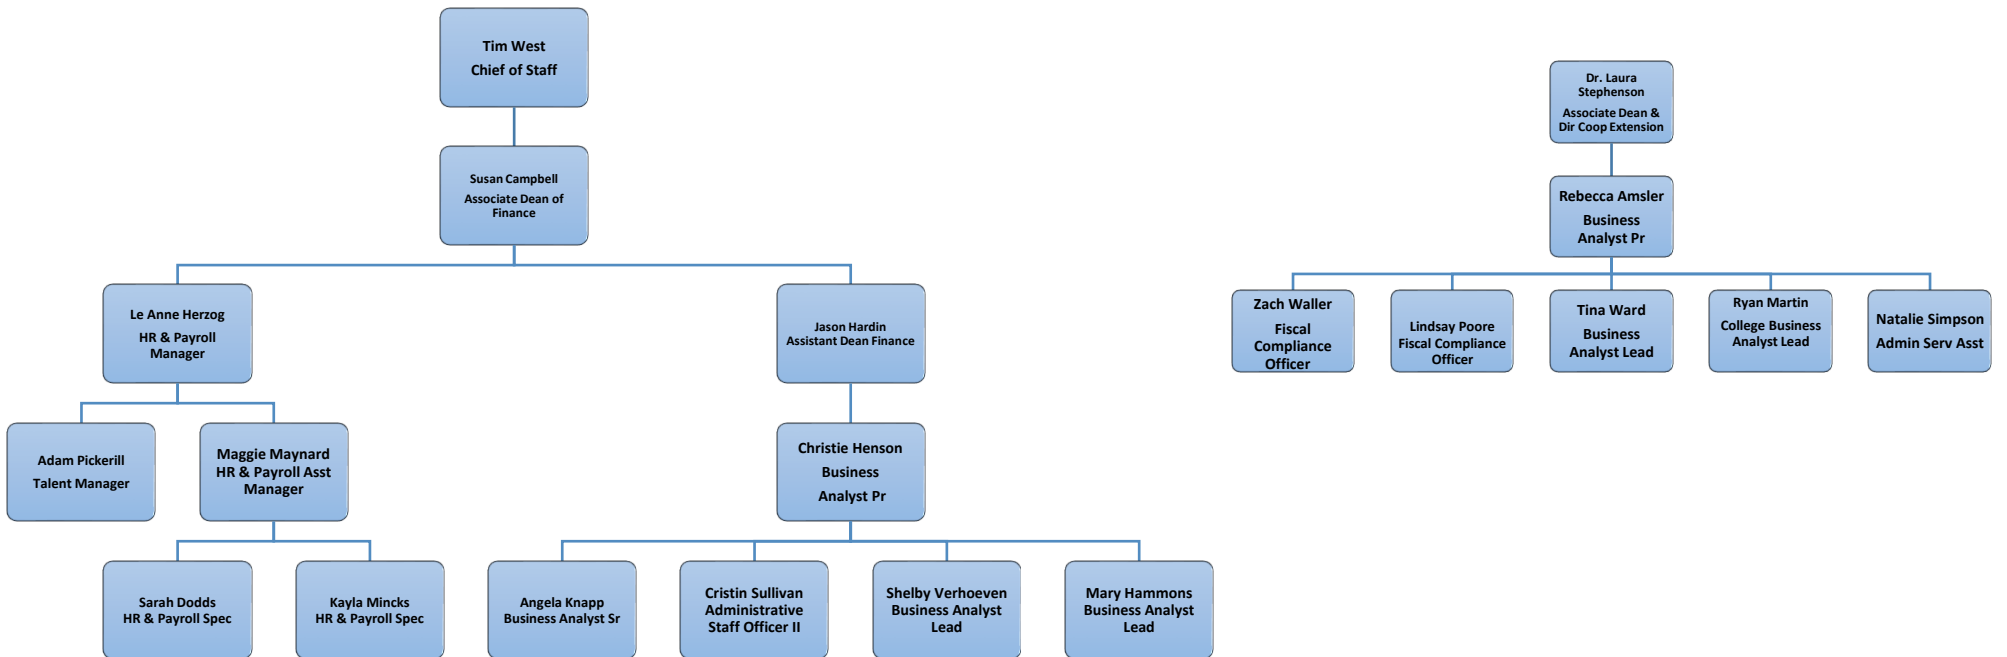 Tim West
Chief of Staff
Susan Campbell
Associate Dean of
Finance
Le Anne Herzog
HR & Payroll
Manager
Jason Hardin
Assistant Dean Finance
Adam Pickerill
Talent Manager
Maggie Maynard
HR & Payroll Asst
Manager
Christie Henson
Business
Analyst Pr
Sarah Dodds
HR & Payroll Spec
Kayla Mincks
HR & Payroll Spec
Angela Knapp
Business Analyst Sr
Cristin Sullivan
Administrative
Staff Officer II
Shelby Verhoeven
Business Analyst
Lead
Mary Hammons
Business Analyst
Lead
Dr. Laura
Stephenson
Associate Dean &
Dir Coop Extension
Rebecca Amsler
Business
Analyst Pr
Zach Waller
Fiscal
Compliance
Officer
Lindsay Poore
Fiscal Compliance
Officer
Tina Ward
Business
Analyst Lead
Ryan Martin
College Business
Analyst Lead
Natalie Simpson
Admin Serv Asst